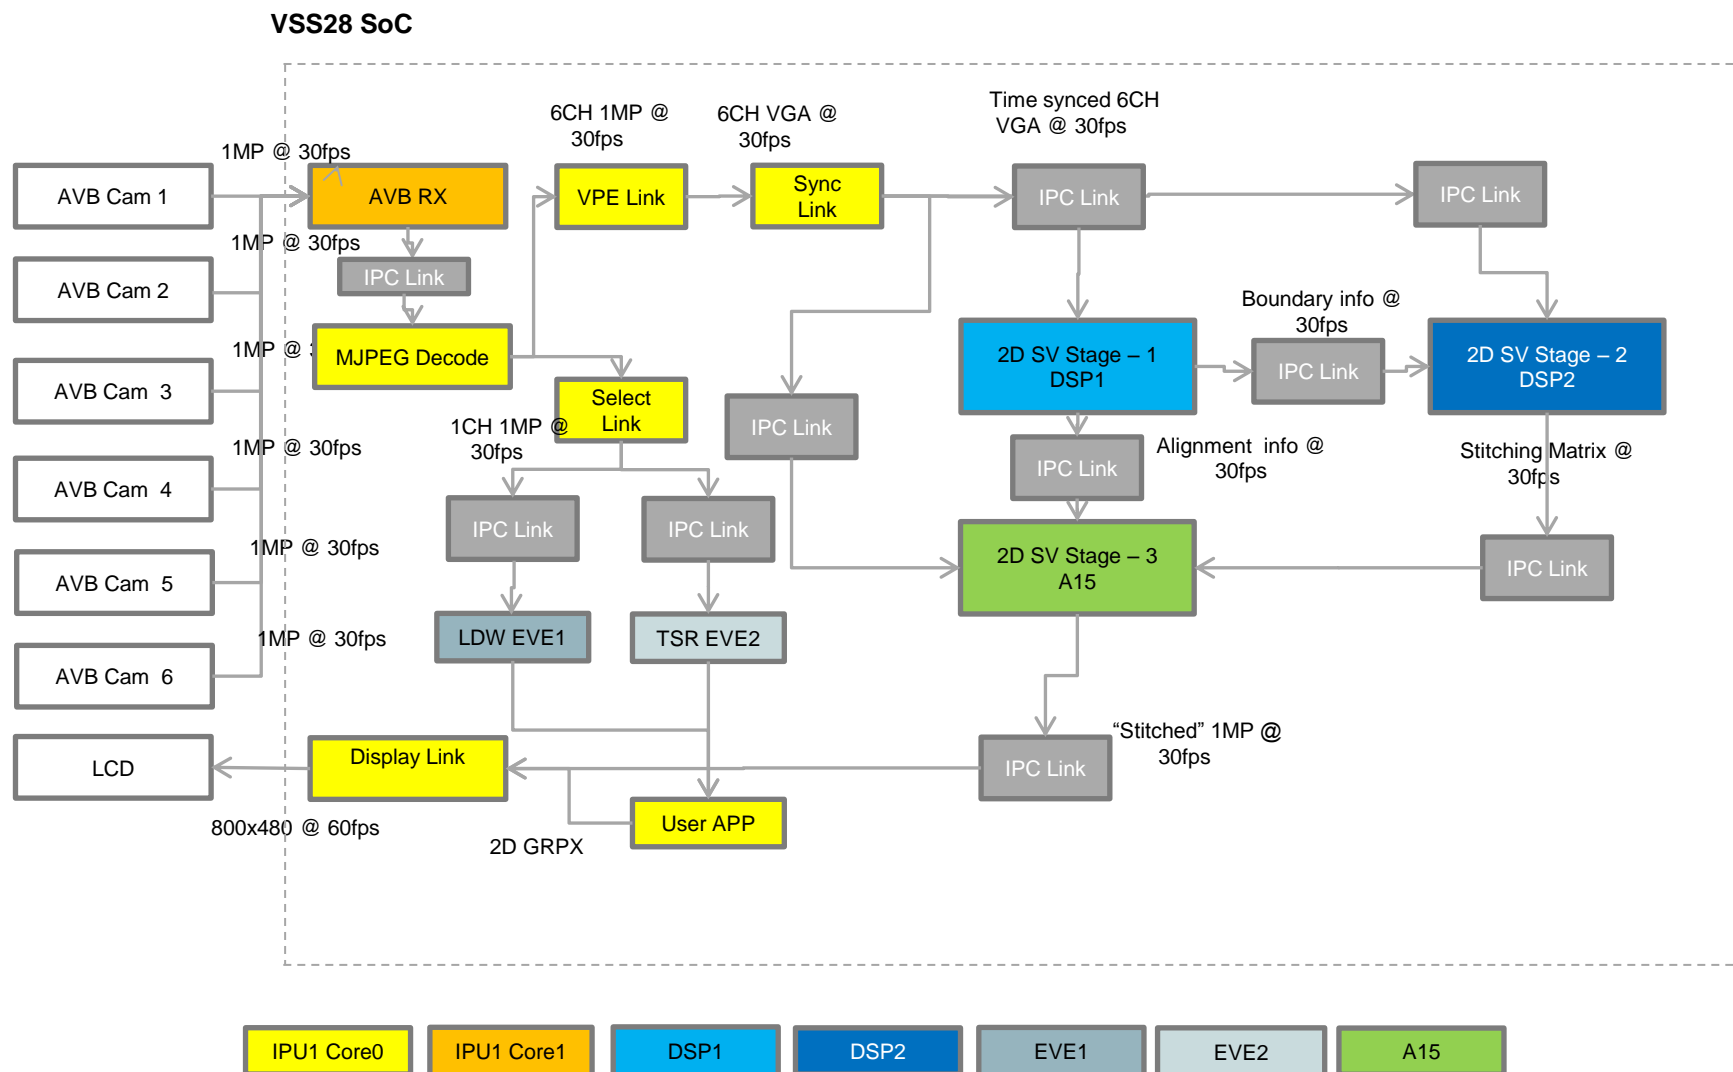 VSS28 SoC
6CH 1MP @
30fps
6CH VGA @
30fps
Time synced 6CH
VGA @ 30fps
1MP @ 30fps
AVB Cam 1
AVB RX
VPE Link
Sync
Link
IPC Link
IPC Link
1MP @ 30fps
AVB Cam 2
IPC Link
Boundary info @
30fps
1MP @ 3
MJPEG Decode
2D SV Stage – 1
DSP1
IPC Link
2D SV Stage – 2
DSP2
AVB Cam 3
Select
Link
1CH 1MP @
30fps
IPC Link
1MP @ 30fps
Alignment info @
30fps
IPC Link
Stitching Matrix @
30fps
AVB Cam 4
IPC Link
IPC Link
1MP @ 30fps
2D SV Stage – 3
A15
IPC Link
AVB Cam 5
1MP @ 30fps
LDW EVE1
TSR EVE2
AVB Cam 6
“Stitched” 1MP @
30fps
LCD
Display Link
IPC Link
800x480 @ 60fps
User APP
2D GRPX
IPU1 Core0
IPU1 Core1
DSP1
DSP2
EVE1
EVE2
A15